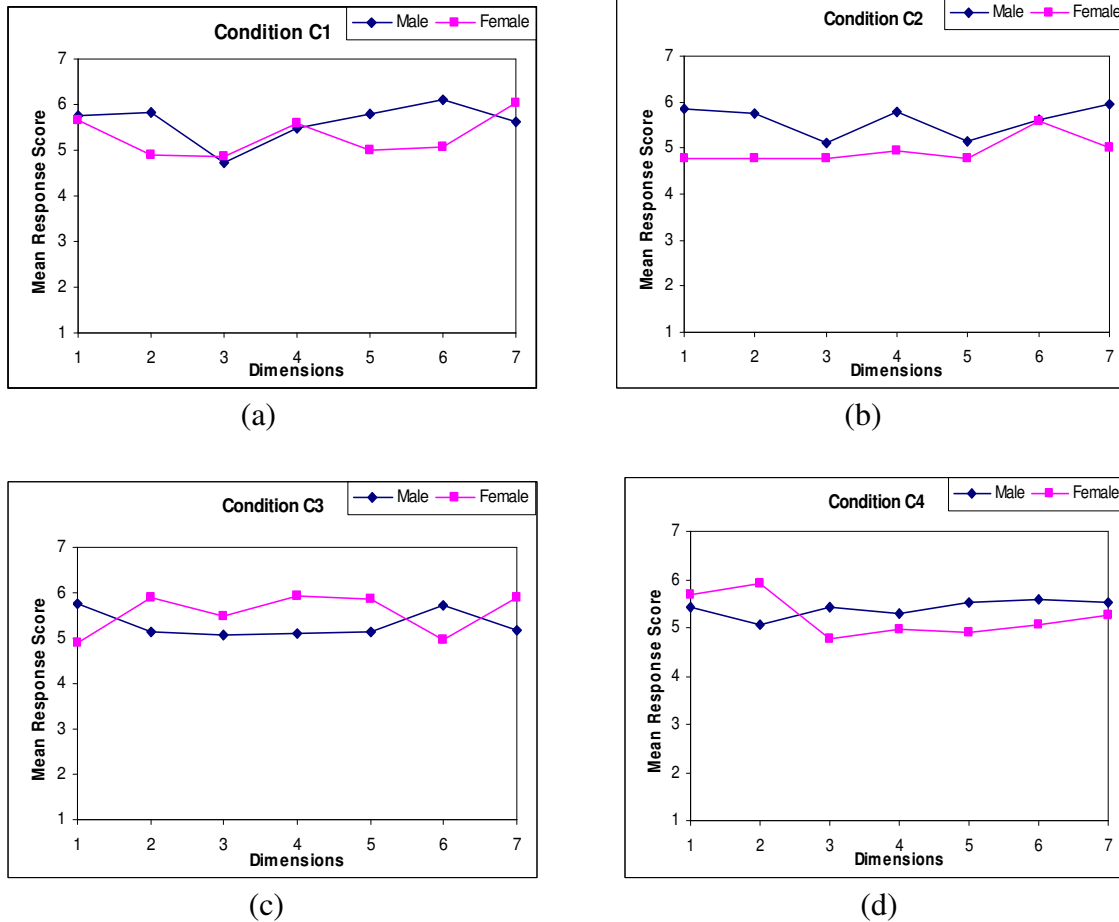 Condition C1
Male Female
Mean Response Score
7
6
5
4
3
2
1
1 2 3 4 5 6 7
Dimensions
(a)
Condition C2
Male Female
Mean Response Score
7
6
5
4
3
2
1
1 2 3 4 5 6 7
Dimensions
(b)
Condition C3
Male Female
Mean Response Score
7
6
5
4
3
2
1
1 2 3 4 5 6 7
Dimensions
(c)
Condition C4
Male Female
Mean Response Score
7
6
5
4
3
2
1
1 2 3 4 5 6 7
Dimensions
(d)